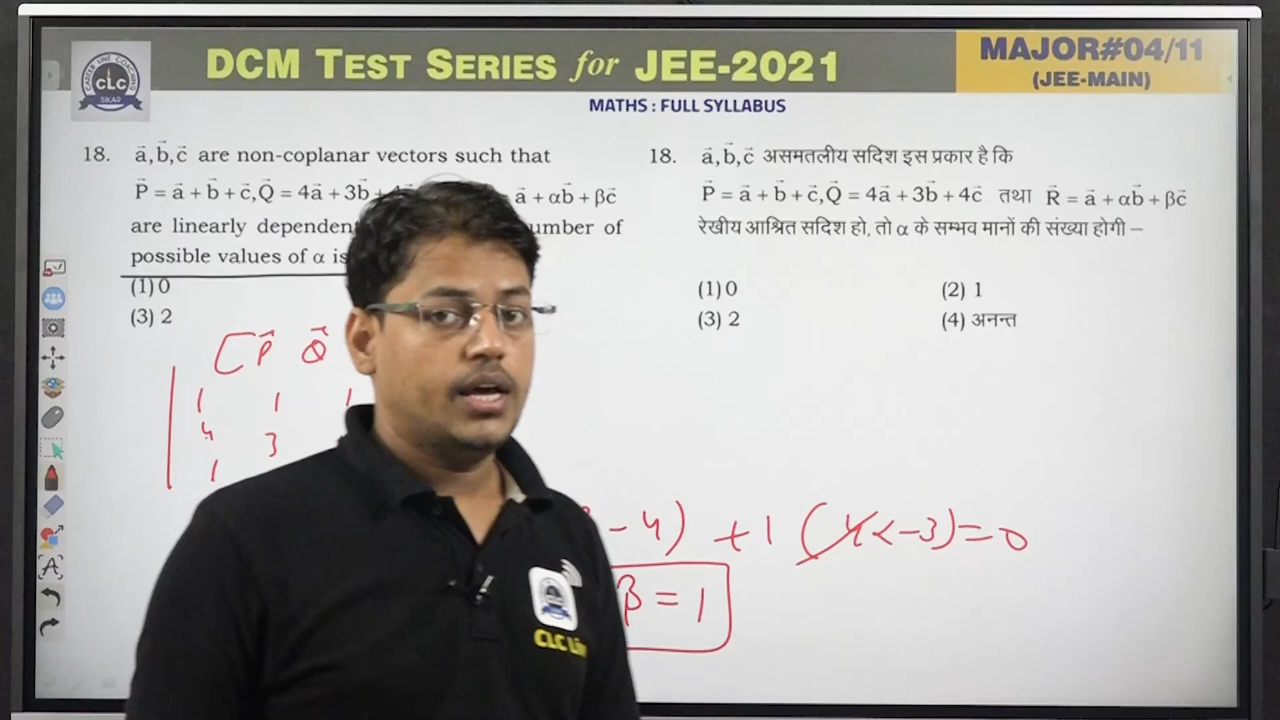 DCM TEST SERIES for JEE-2021
MAJOR#04/11
(JEE-MAIN)
CLC
SIKAR
MATHS : FULL SYLLABUS
18. a⃗, b⃗, c⃗ are non-coplanar vectors such that
P⃗ = a⃗ + b⃗ + c⃗, Q⃗ = 4a⃗ + 3b⃗ + a⃗ + αb⃗ + βc⃗
are linearly umber of
possible values of α is
(1) 0
(3) 2
18. a⃗, b⃗, c⃗ असमतलीय सदिश इस प्रकार है कि
P⃗ = a⃗ + b⃗ + c⃗, Q⃗ = 4a⃗ + 3b⃗ + 4c⃗ तथा R⃗ = a⃗ + αb⃗ + βc⃗
रेखीय आश्रित सदिश हो, तो α के सम्भव मानों की संख्या होगी –
(1) 0 (2) 1
(3) 2 (4) अनन्त
[P⃗ Q⃗
1 1 1
4 3
1
- 4) + 1 (4α - 3) = 0
β = 1
CLC